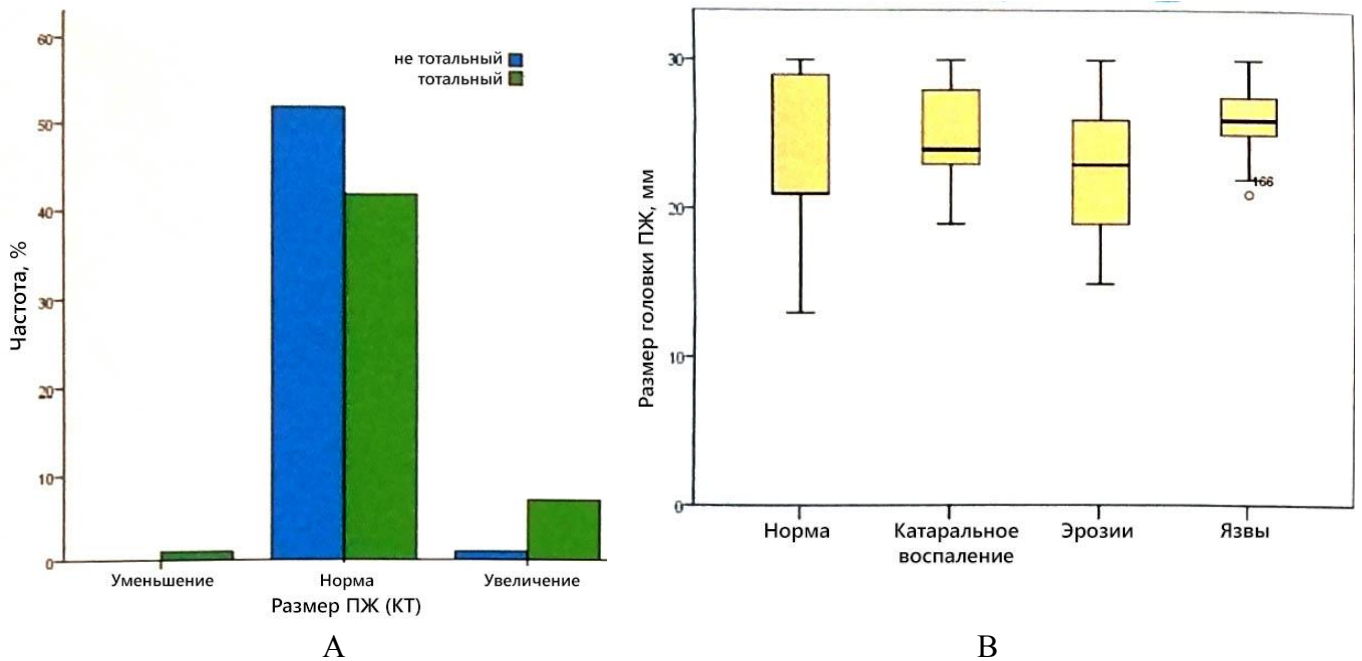 60
50
40
30
20
10
0
Частота, %
не тотальный
тотальный
Уменьшение
Норма
Увеличение
Размер ПЖ (КТ)
А
30
20
10
0
Размер головки ПЖ, мм
166
Норма
Катаральное
воспаление
Эрозии
Язвы
В